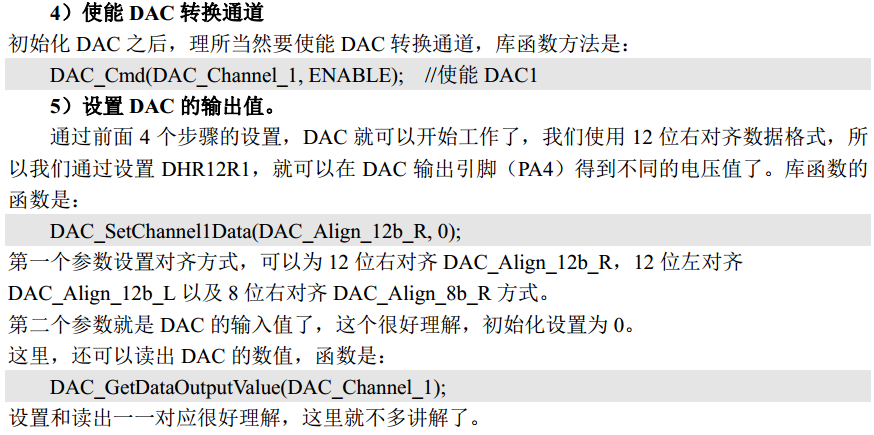 4）使能 DAC 转换通道
初始化 DAC 之后，理所当然要使能 DAC 转换通道，库函数方法是：
DAC_Cmd(DAC_Channel_1, ENABLE); //使能 DAC1
5）设置 DAC 的输出值。
通过前面 4 个步骤的设置，DAC 就可以开始工作了，我们使用 12 位右对齐数据格式，所
以我们通过设置 DHR12R1，就可以在 DAC 输出引脚（PA4）得到不同的电压值了。库函数的
函数是：
DAC_SetChannel1Data(DAC_Align_12b_R, 0);
第一个参数设置对齐方式，可以为 12 位右对齐 DAC_Align_12b_R，12 位左对齐
DAC_Align_12b_L 以及 8 位右对齐 DAC_Align_8b_R 方式。
第二个参数就是 DAC 的输入值了，这个很好理解，初始化设置为 0。
这里，还可以读出 DAC 的数值，函数是：
DAC_GetDataOutputValue(DAC_Channel_1);
设置和读出一一对应很好理解，这里就不多讲解了。